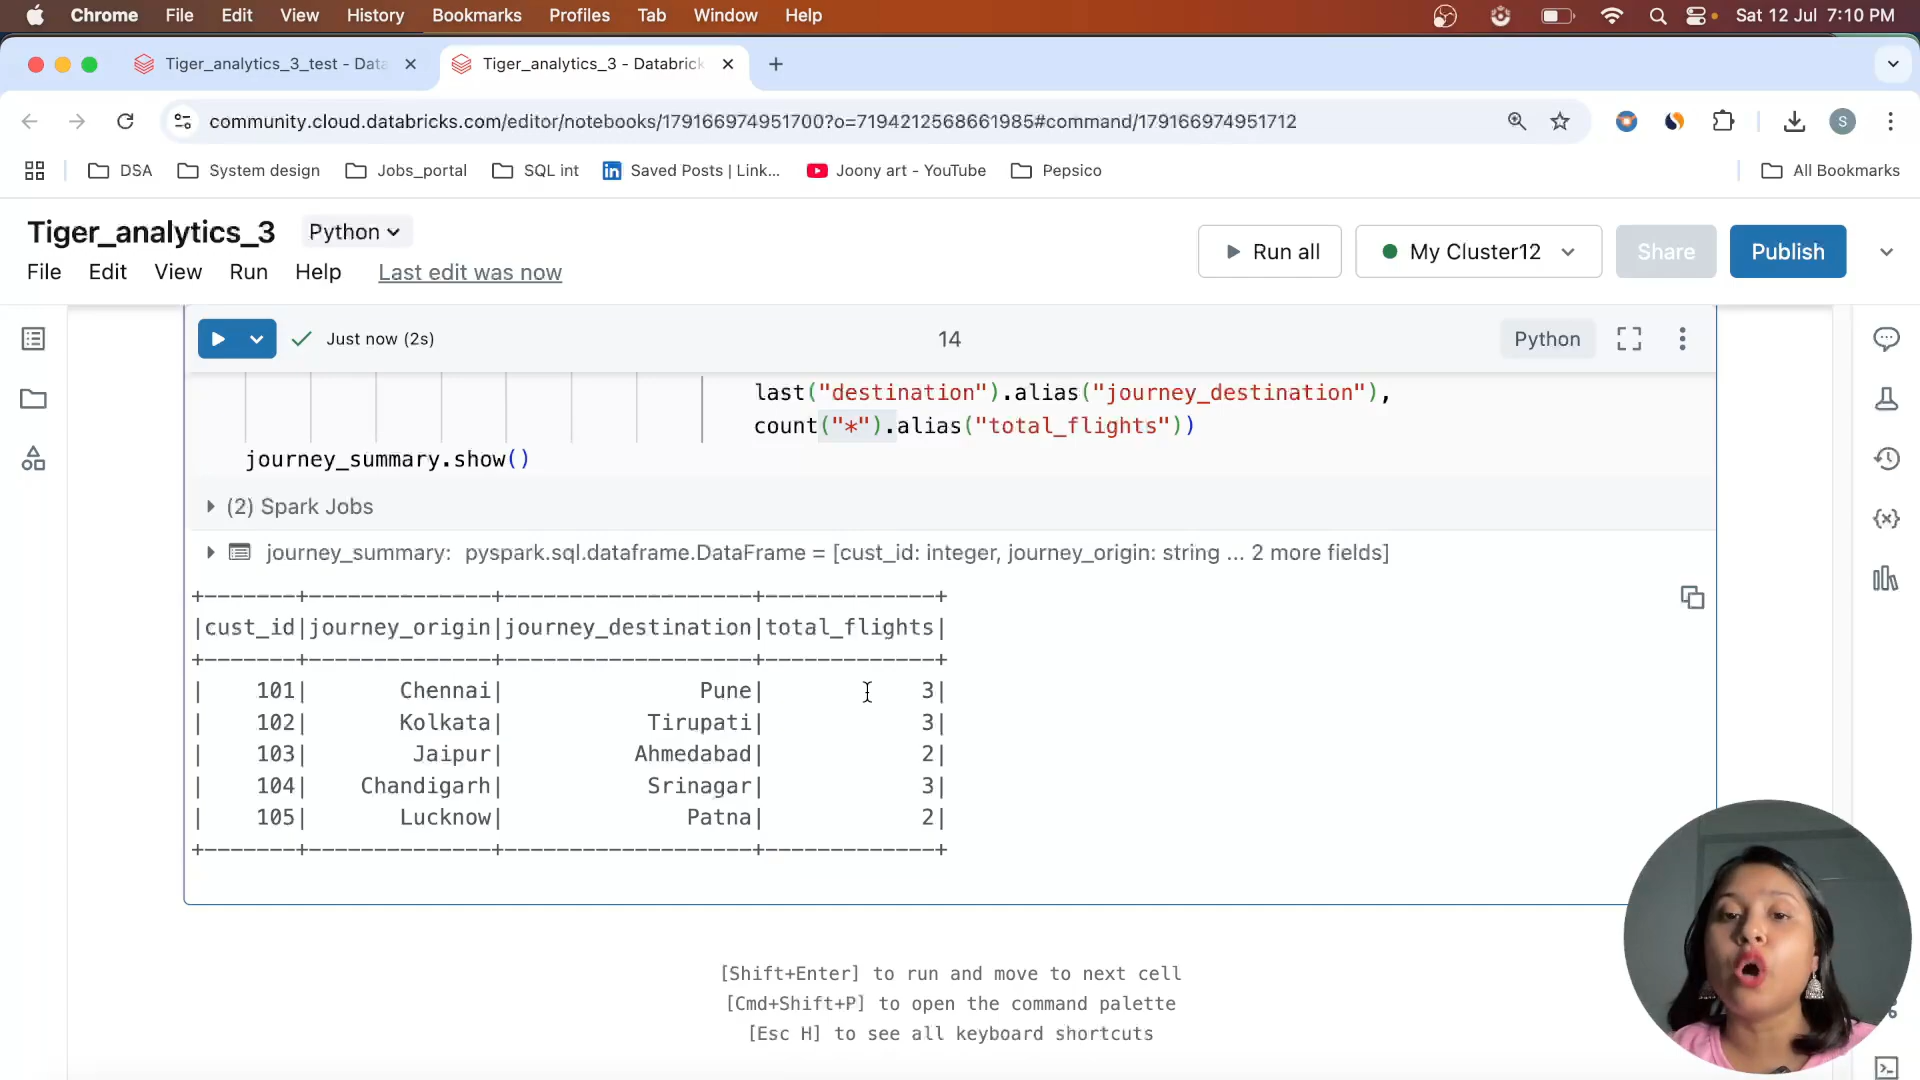 Chrome File Edit View History Bookmarks Profiles Tab Window Help Sat 12 Jul 7:10 PM
Tiger_analytics_3_test - Data Tiger_analytics_3 - Databrick
community.cloud.databricks.com/editor/notebooks/179166974951700?o=7194212568661985#command/179166974951712 S
DSA System design Jobs_portal SQL int Saved Posts | Link... Joony art - YouTube Pepsico All Bookmarks
Tiger_analytics_3 Python Run all My Cluster12 Share Publish
File Edit View Run Help Last edit was now
Just now (2s) 14 Python
last("destination").alias("journey_destination"),
count("*").alias("total_flights"))
journey_summary.show()
(2) Spark Jobs
journey_summary: pyspark.sql.dataframe.DataFrame = [cust_id: integer, journey_origin: string ... 2 more fields]
+-------+--------------+-------------------+-------------+
|cust_id|journey_origin|journey_destination|total_flights|
+-------+--------------+-------------------+-------------+
|    101|       Chennai|               Pune|            3|
|    102|       Kolkata|           Tirupati|            3|
|    103|        Jaipur|          Ahmedabad|            2|
|    104|    Chandigarh|           Srinagar|            3|
|    105|       Lucknow|              Patna|            2|
+-------+--------------+-------------------+-------------+
[Shift+Enter] to run and move to next cell
[Cmd+Shift+P] to open the command palette
[Esc H] to see all keyboard shortcuts